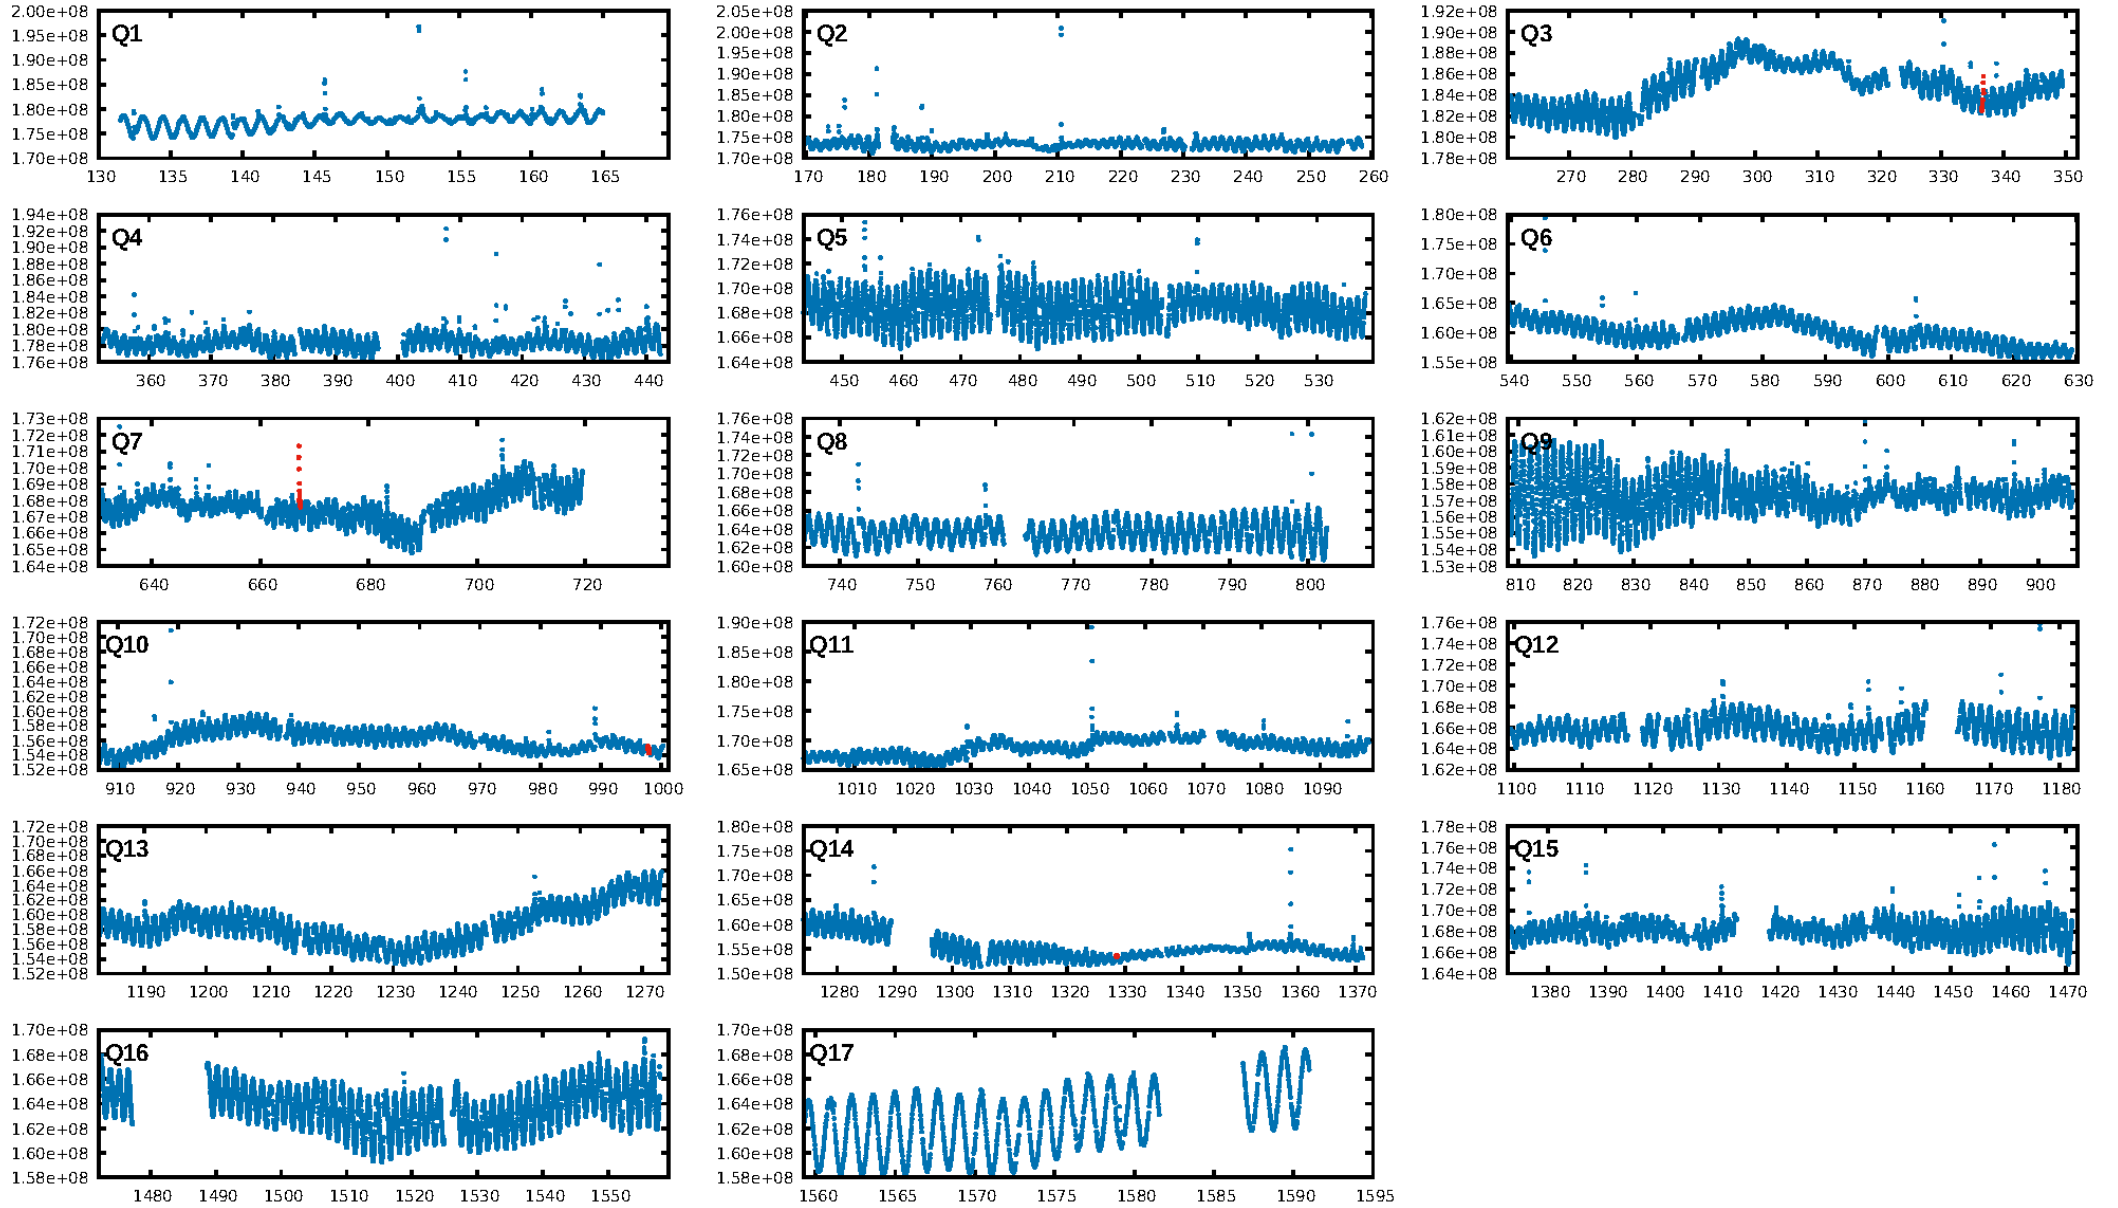 Q1
2.00e+08
1.95e+08
1.90e+08
1.85e+08
1.80e+08
1.75e+08
1.70e+08
130 135 140 145 150 155 160 165
Q2
2.05e+08
2.00e+08
1.95e+08
1.90e+08
1.85e+08
1.80e+08
1.75e+08
1.70e+08
170 180 190 200 210 220 230 240 250 260
Q3
1.92e+08
1.90e+08
1.88e+08
1.86e+08
1.84e+08
1.82e+08
1.80e+08
1.78e+08
270 280 290 300 310 320 330 340 350
Q4
1.94e+08
1.92e+08
1.90e+08
1.88e+08
1.86e+08
1.84e+08
1.82e+08
1.80e+08
1.78e+08
1.76e+08
360 370 380 390 400 410 420 430 440
Q5
1.76e+08
1.74e+08
1.72e+08
1.70e+08
1.68e+08
1.66e+08
1.64e+08
450 460 470 480 490 500 510 520 530
Q6
1.80e+08
1.75e+08
1.70e+08
1.65e+08
1.60e+08
1.55e+08
540 550 560 570 580 590 600 610 620 630
Q7
1.73e+08
1.72e+08
1.71e+08
1.70e+08
1.69e+08
1.68e+08
1.67e+08
1.66e+08
1.65e+08
1.64e+08
640 660 680 700 720
Q8
1.76e+08
1.74e+08
1.72e+08
1.70e+08
1.68e+08
1.66e+08
1.64e+08
1.62e+08
1.60e+08
740 750 760 770 780 790 800
Q9
1.62e+08
1.61e+08
1.60e+08
1.59e+08
1.58e+08
1.57e+08
1.56e+08
1.55e+08
1.54e+08
1.53e+08
810 820 830 840 850 860 870 880 890 900
Q10
1.72e+08
1.70e+08
1.68e+08
1.66e+08
1.64e+08
1.62e+08
1.60e+08
1.58e+08
1.56e+08
1.54e+08
1.52e+08
910 920 930 940 950 960 970 980 990 1000
Q11
1.90e+08
1.85e+08
1.80e+08
1.75e+08
1.70e+08
1.65e+08
1010 1020 1030 1040 1050 1060 1070 1080 1090
Q12
1.76e+08
1.74e+08
1.72e+08
1.70e+08
1.68e+08
1.66e+08
1.64e+08
1.62e+08
1100 1110 1120 1130 1140 1150 1160 1170 1180
Q13
1.72e+08
1.70e+08
1.68e+08
1.66e+08
1.64e+08
1.62e+08
1.60e+08
1.58e+08
1.56e+08
1.54e+08
1.52e+08
1190 1200 1210 1220 1230 1240 1250 1260 1270
Q14
1.80e+08
1.75e+08
1.70e+08
1.65e+08
1.60e+08
1.55e+08
1.50e+08
1280 1290 1300 1310 1320 1330 1340 1350 1360 1370
Q15
1.78e+08
1.76e+08
1.74e+08
1.72e+08
1.70e+08
1.68e+08
1.66e+08
1.64e+08
1380 1390 1400 1410 1420 1430 1440 1450 1460 1470
Q16
1.70e+08
1.68e+08
1.66e+08
1.64e+08
1.62e+08
1.60e+08
1.58e+08
1480 1490 1500 1510 1520 1530 1540 1550
Q17
1.70e+08
1.68e+08
1.66e+08
1.64e+08
1.62e+08
1.60e+08
1.58e+08
1560 1565 1570 1575 1580 1585 1590 1595